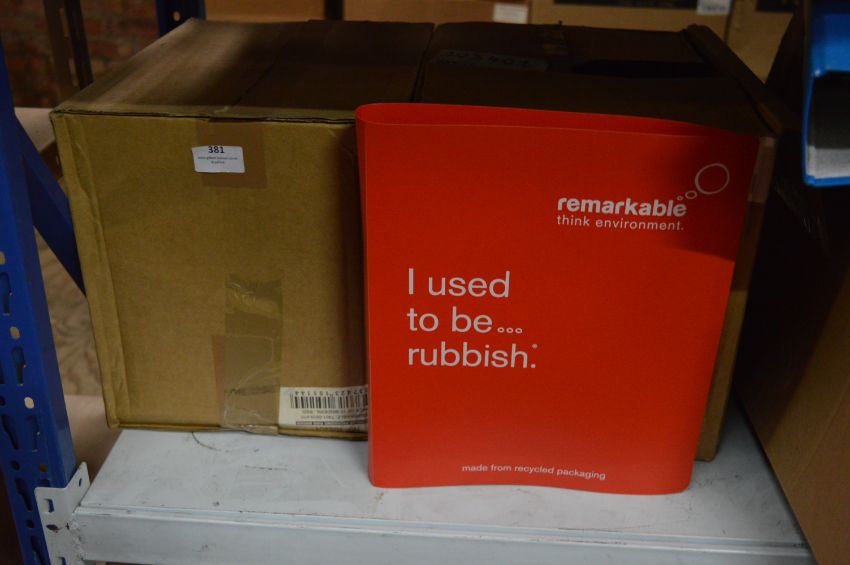 381
remarkable
think environment.
I used
to be...
rubbish.*
made from recycled packaging